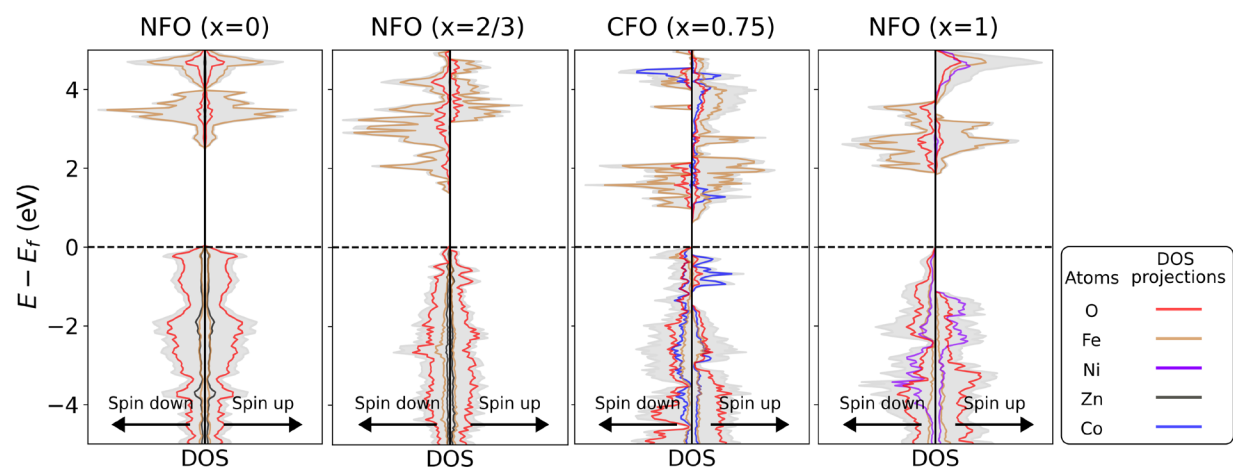 NFO (x=0)
NFO (x=2/3)
CFO (x=0.75)
NFO (x=1)
E − E_f (eV)
4
2
0
−2
−4
Spin down
Spin up
Spin down
Spin up
Spin down
Spin up
Spin down
Spin up
DOS
DOS
DOS
DOS
Atoms
DOS
projections
O
Fe
Ni
Zn
Co